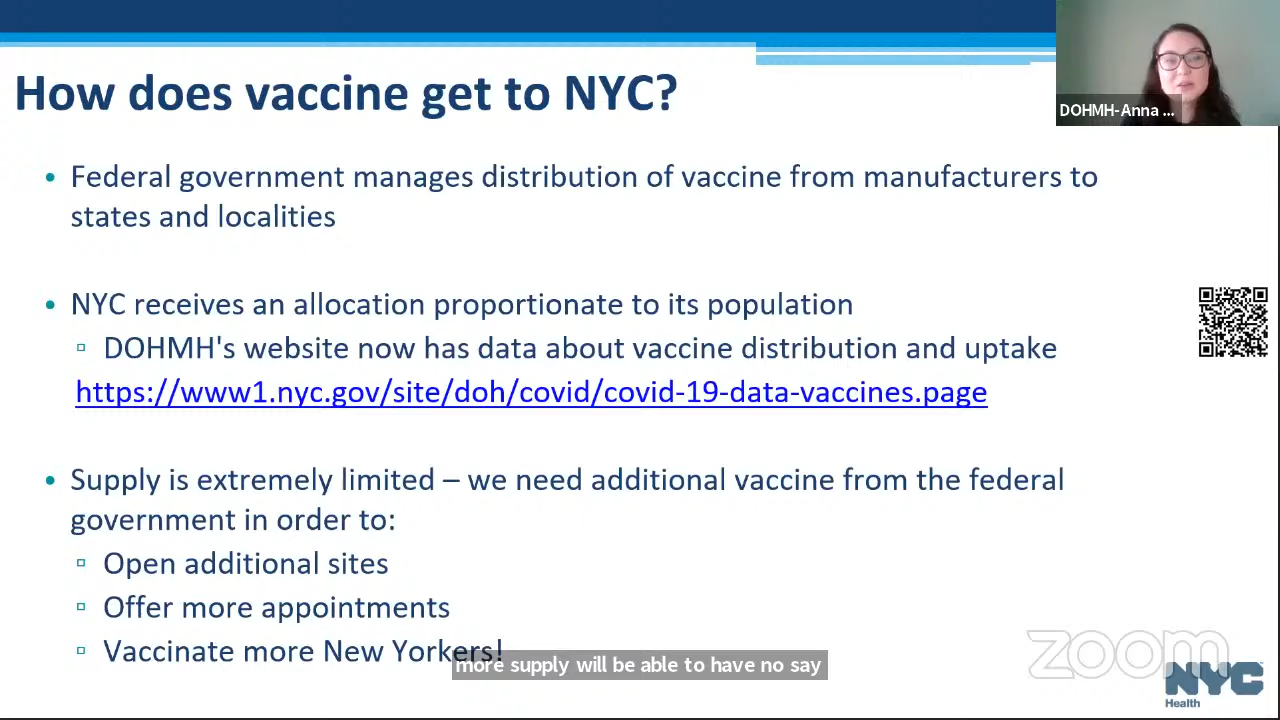 How does vaccine get to NYC?
DOHMH-Anna ...
• Federal government manages distribution of vaccine from manufacturers to
states and localities
• NYC receives an allocation proportionate to its population
▫ DOHMH's website now has data about vaccine distribution and uptake
https://www1.nyc.gov/site/doh/covid/covid-19-data-vaccines.page
• Supply is extremely limited – we need additional vaccine from the federal
government in order to:
▫ Open additional sites
▫ Offer more appointments
▫ Vaccinate more New Yorkers!
more supply will be able to have no say
zoom
NYC
Health